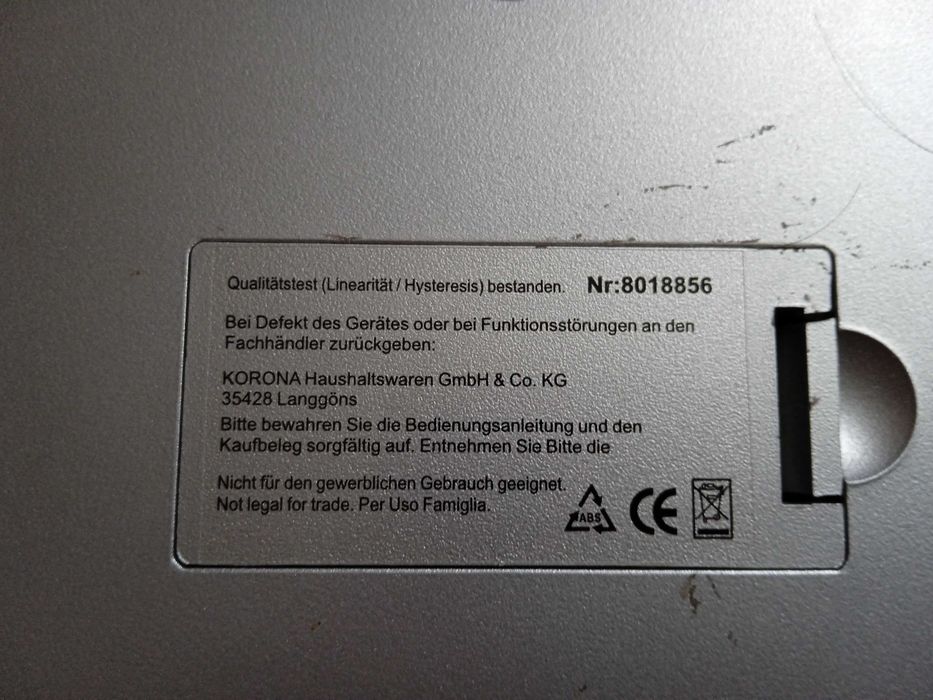 Qualitätstest (Linearität / Hysteresis) bestanden. Nr:8018856
Bei Defekt des Gerätes oder bei Funktionsstörungen an den
Fachhändler zurückgeben:
KORONA Haushaltswaren GmbH & Co. KG
35428 Langgöns
Bitte bewahren Sie die Bedienungsanleitung und den
Kaufbeleg sorgfältig auf. Entnehmen Sie Bitte die
Nicht für den gewerblichen Gebrauch geeignet.
Not legal for trade. Per Uso Famiglia.
ABS CE